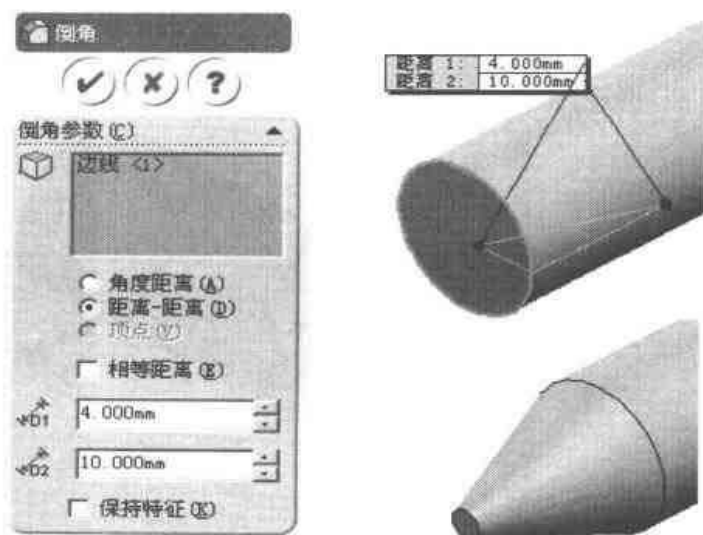 倒角
倒角参数(C)
边线 <1>
角度距离(A)
距离-距离(D)
顶点(V)
相等距离(E)
D1 4.000mm
D2 10.000mm
保持特征(K)
距离 1: 4.000mm
距离 2: 10.000mm